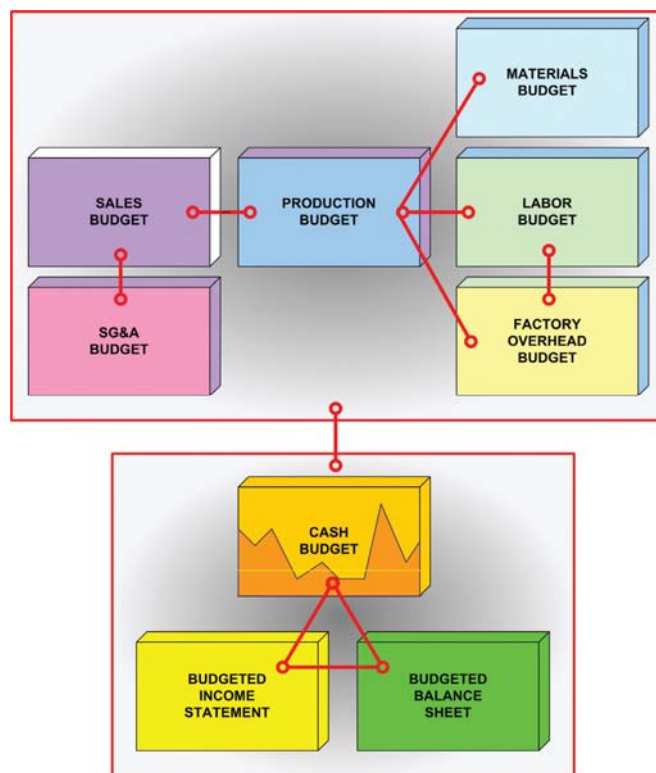 MATERIALS
BUDGET
SALES
BUDGET
PRODUCTION
BUDGET
LABOR
BUDGET
SG&A
BUDGET
FACTORY
OVERHEAD
BUDGET
CASH
BUDGET
BUDGETED
INCOME
STATEMENT
BUDGETED
BALANCE
SHEET